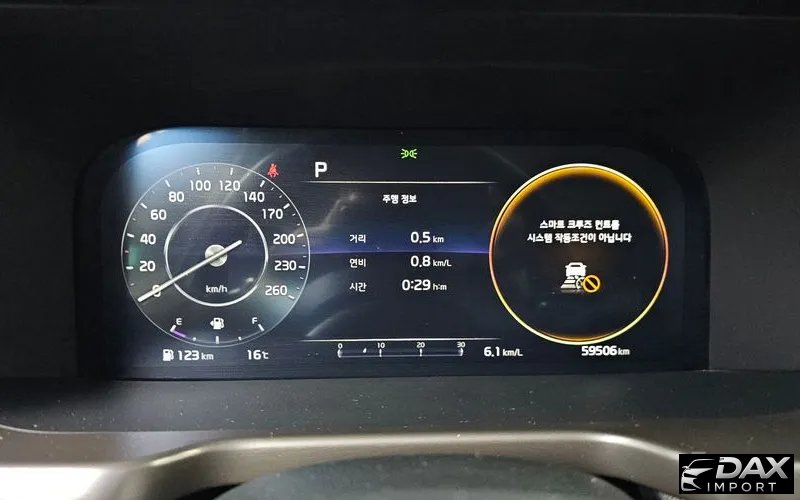 P
0
20
40
60
80
100
120
140
170
200
230
260
km/h
E F
123 km
16℃
주행 정보
거리 0.5 km
연비 0.8 km/L
시간 0:29 h:m
0 10 20 30
6.1 km/L
스마트 크루즈 컨트롤
시스템 작동조건이 아닙니다
59506 km
DAX
IMPORT